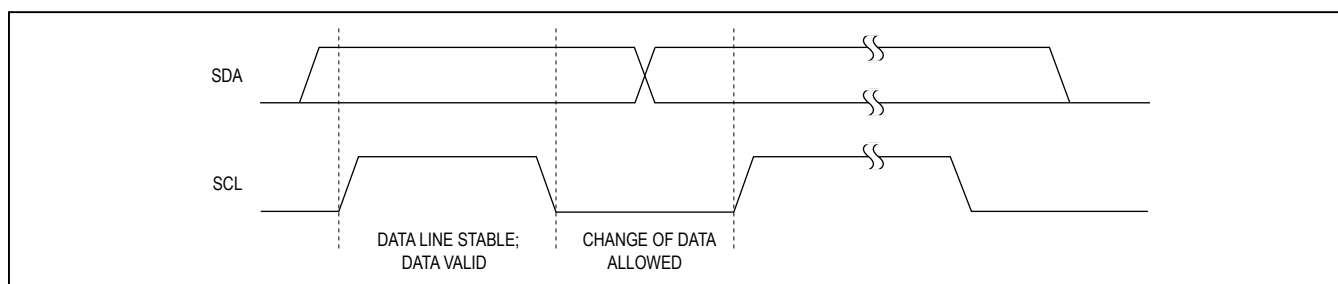 SDA
SCL
DATA LINE STABLE;
DATA VALID
CHANGE OF DATA
ALLOWED